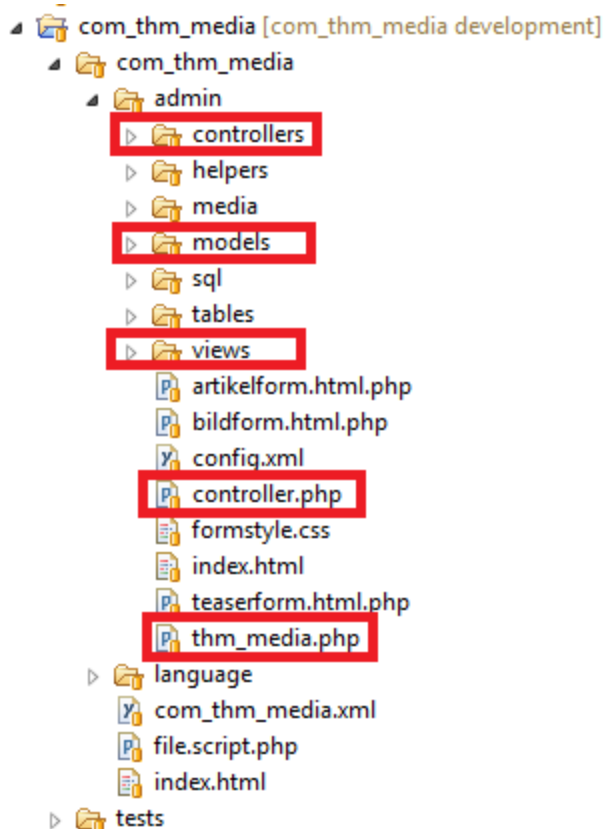 com_thm_media [com_thm_media development]
com_thm_media
admin
controllers
helpers
media
models
sql
tables
views
artikelform.html.php
bildform.html.php
config.xml
controller.php
formstyle.css
index.html
teaserform.html.php
thm_media.php
language
com_thm_media.xml
file.script.php
index.html
tests